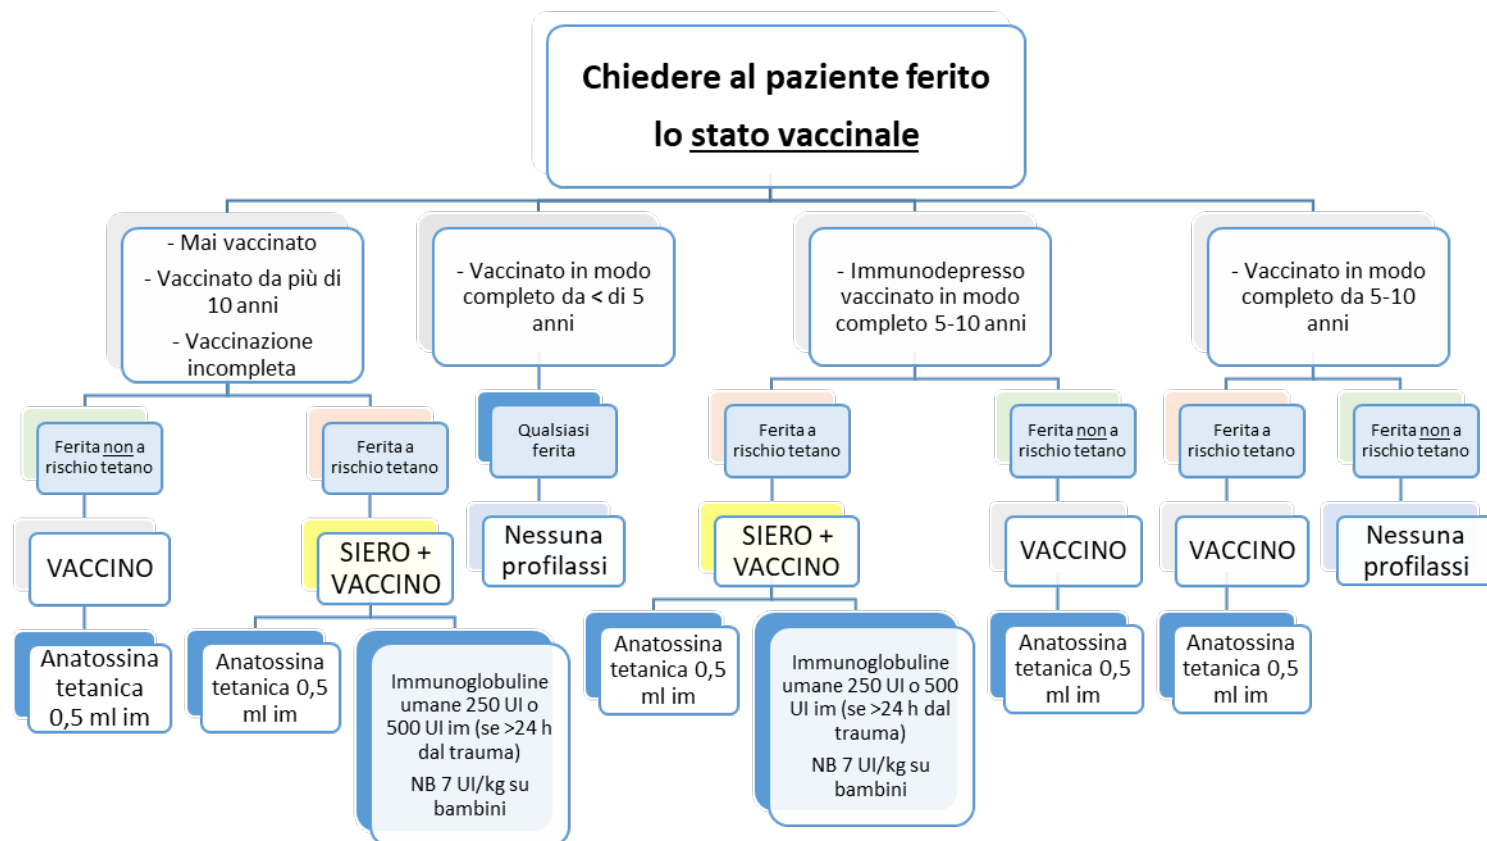 Chiedere al paziente ferito
lo stato vaccinale
- Mai vaccinato
- Vaccinato da più di
10 anni
- Vaccinazione
incompleta
- Vaccinato in modo
completo da < di 5
anni
- Immunodepresso
vaccinato in modo
completo 5-10 anni
- Vaccinato in modo
completo da 5-10
anni
Ferita non a
rischio tetano
Ferita a
rischio tetano
Qualsiasi
ferita
Ferita a
rischio tetano
Ferita non a
rischio tetano
Ferita a
rischio tetano
Ferita non a
rischio tetano
VACCINO
SIERO +
VACCINO
Nessuna
profilassi
SIERO +
VACCINO
VACCINO
VACCINO
Nessuna
profilassi
Anatossina
tetanica
0,5 ml im
Anatossina
tetanica 0,5
ml im
Immunoglobuline
umane 250 UI o
500 UI im (se >24 h
dal trauma)
NB 7 UI/kg su
bambini
Anatossina
tetanica 0,5
ml im
Immunoglobuline
umane 250 UI o 500
UI im (se >24 h dal
trauma)
NB 7 UI/kg su
bambini
Anatossina
tetanica 0,5
ml im
Anatossina
tetanica 0,5
ml im